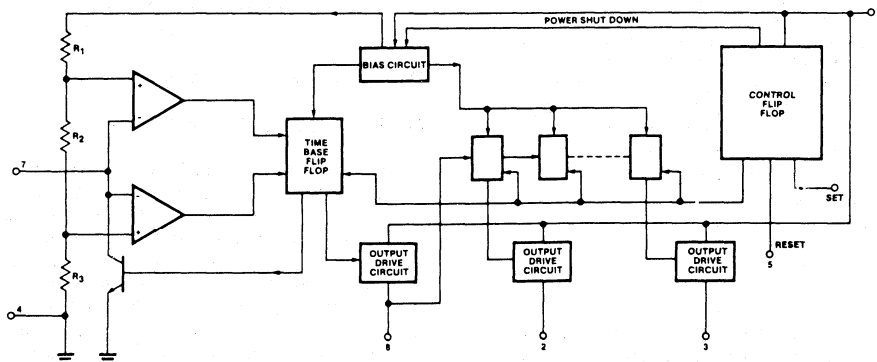 POWER SHUT DOWN
R1
BIAS CIRCUIT
CONTROL
FLIP
FLOP
+
-
R2
TIME
BASE
FLIP
FLOP
7
-
+
SET
R3
OUTPUT
DRIVE
CIRCUIT
OUTPUT
DRIVE
CIRCUIT
OUTPUT
DRIVE
CIRCUIT
RESET
5
4
8
2
3